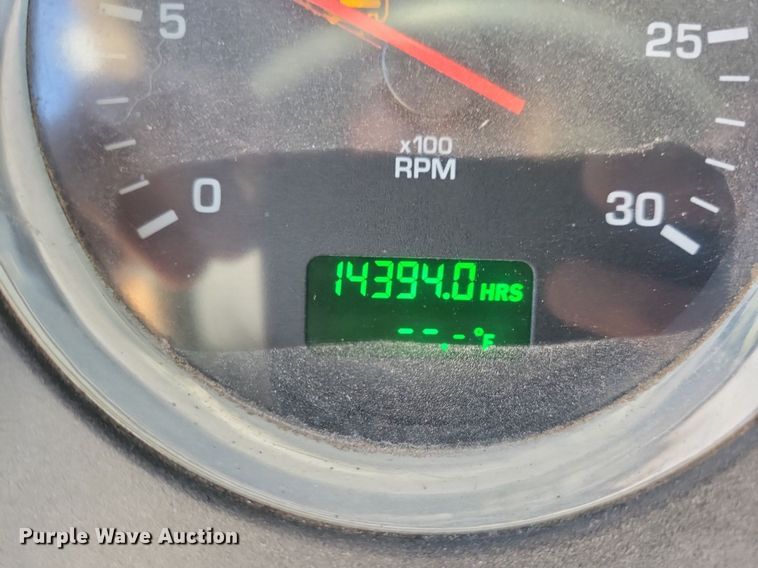 5
25
x100
RPM
0
30
14394.0 HRS
--.- °F
Purple Wave Auction